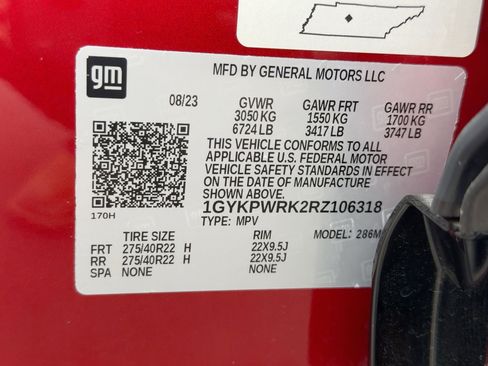 gm
MFD BY GENERAL MOTORS LLC
08/23 GVWR GAWR FRT GAWR RR
3050 KG 1550 KG 1700 KG
6724 LB 3417 LB 3747 LB
THIS VEHICLE CONFORMS TO ALL
APPLICABLE U.S. FEDERAL MOTOR
VEHICLE SAFETY STANDARDS IN EFFECT
ON THE DATE OF MANUFACTURE
SHOWN ABOVE.
170H
1GYKPWRK2RZ106318
TYPE: MPV MODEL: 286M
TIRE SIZE RIM
FRT 275/40R22 H 22X9.5J
RR 275/40R22 H 22X9.5J
SPA NONE NONE